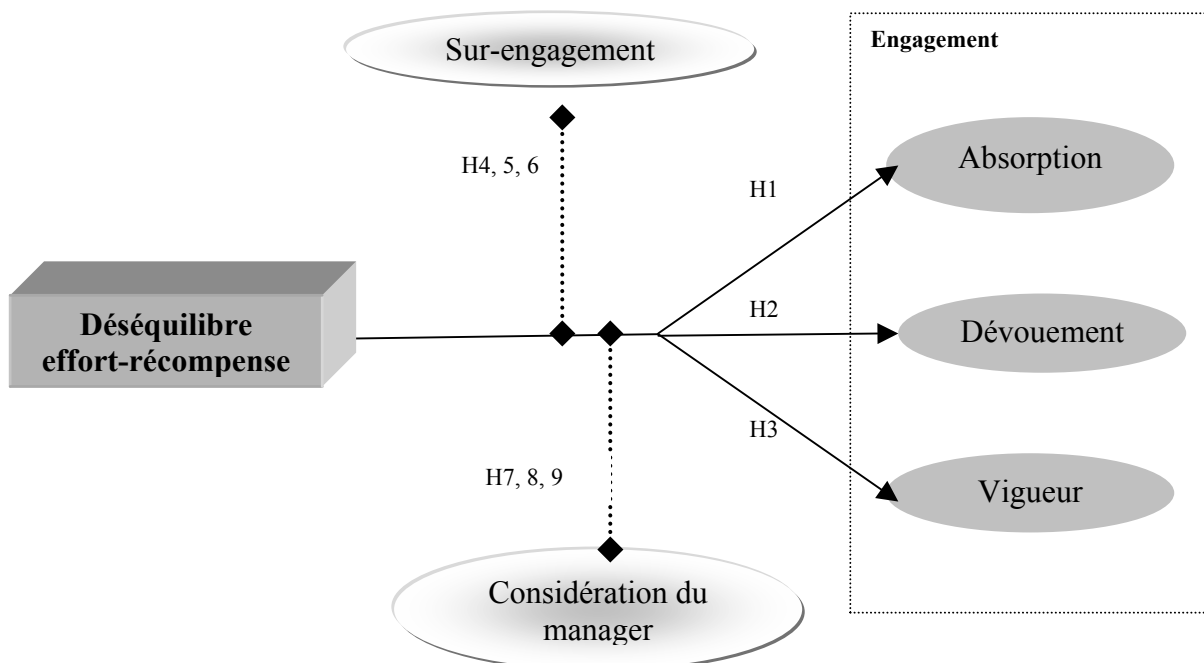 Sur-engagement
Engagement
Absorption
H4, 5, 6
H1
Déséquilibre
effort-récompense
H2
Dévouement
H3
H7, 8, 9
Vigueur
Considération du
manager